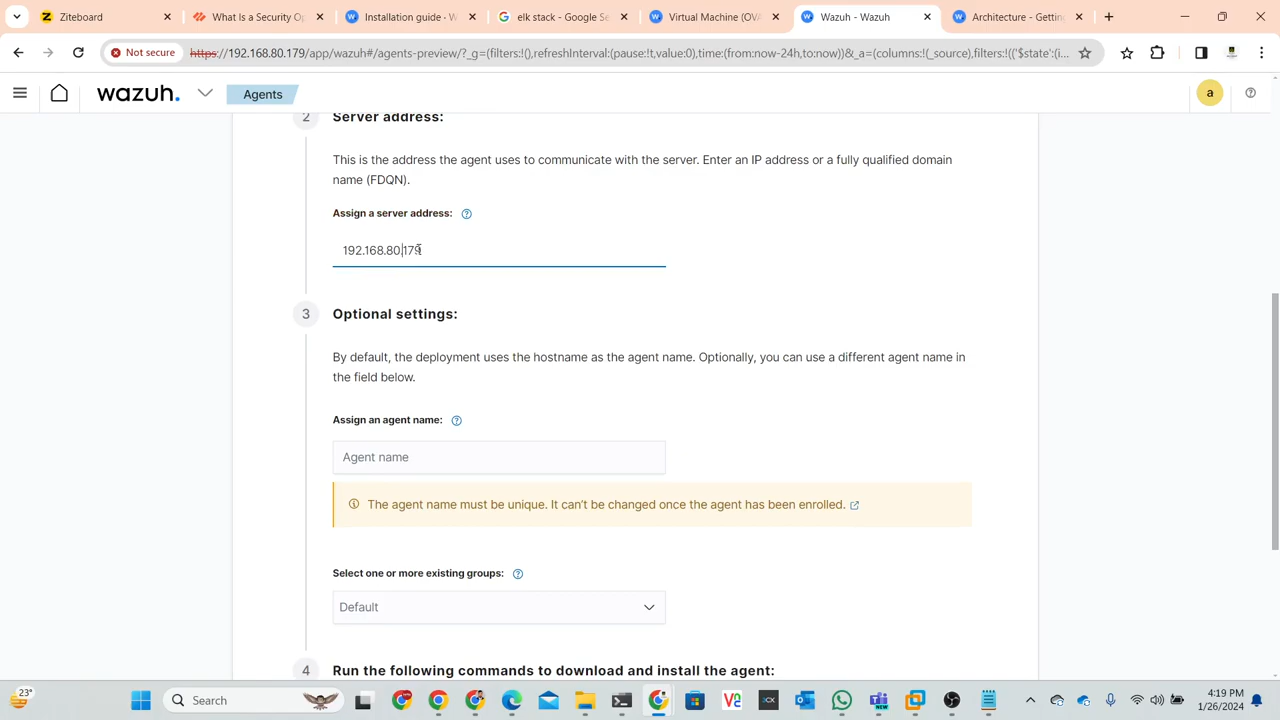 Ziteboard
What Is a Security Op
Installation guide · W
elk stack - Google Se
Virtual Machine (OVA
Wazuh - Wazuh
Architecture - Gettin
Not secure
https://192.168.80.179/app/wazuh#/agents-preview/?_g=(filters:!(),refreshInterval:(pause:!t,value:0),time:(from:now-24h,to:now))&_a=(columns:!(_source),filters:!(('$state':(i...
wazuh.
Agents
a
2
Server address:
This is the address the agent uses to communicate with the server. Enter an IP address or a fully qualified domain
name (FDQN).
Assign a server address:
192.168.80.179
3
Optional settings:
By default, the deployment uses the hostname as the agent name. Optionally, you can use a different agent name in
the field below.
Assign an agent name:
Agent name
The agent name must be unique. It can't be changed once the agent has been enrolled.
Select one or more existing groups:
Default
4
Run the following commands to download and install the agent:
23°
Search
4:19 PM
1/26/2024